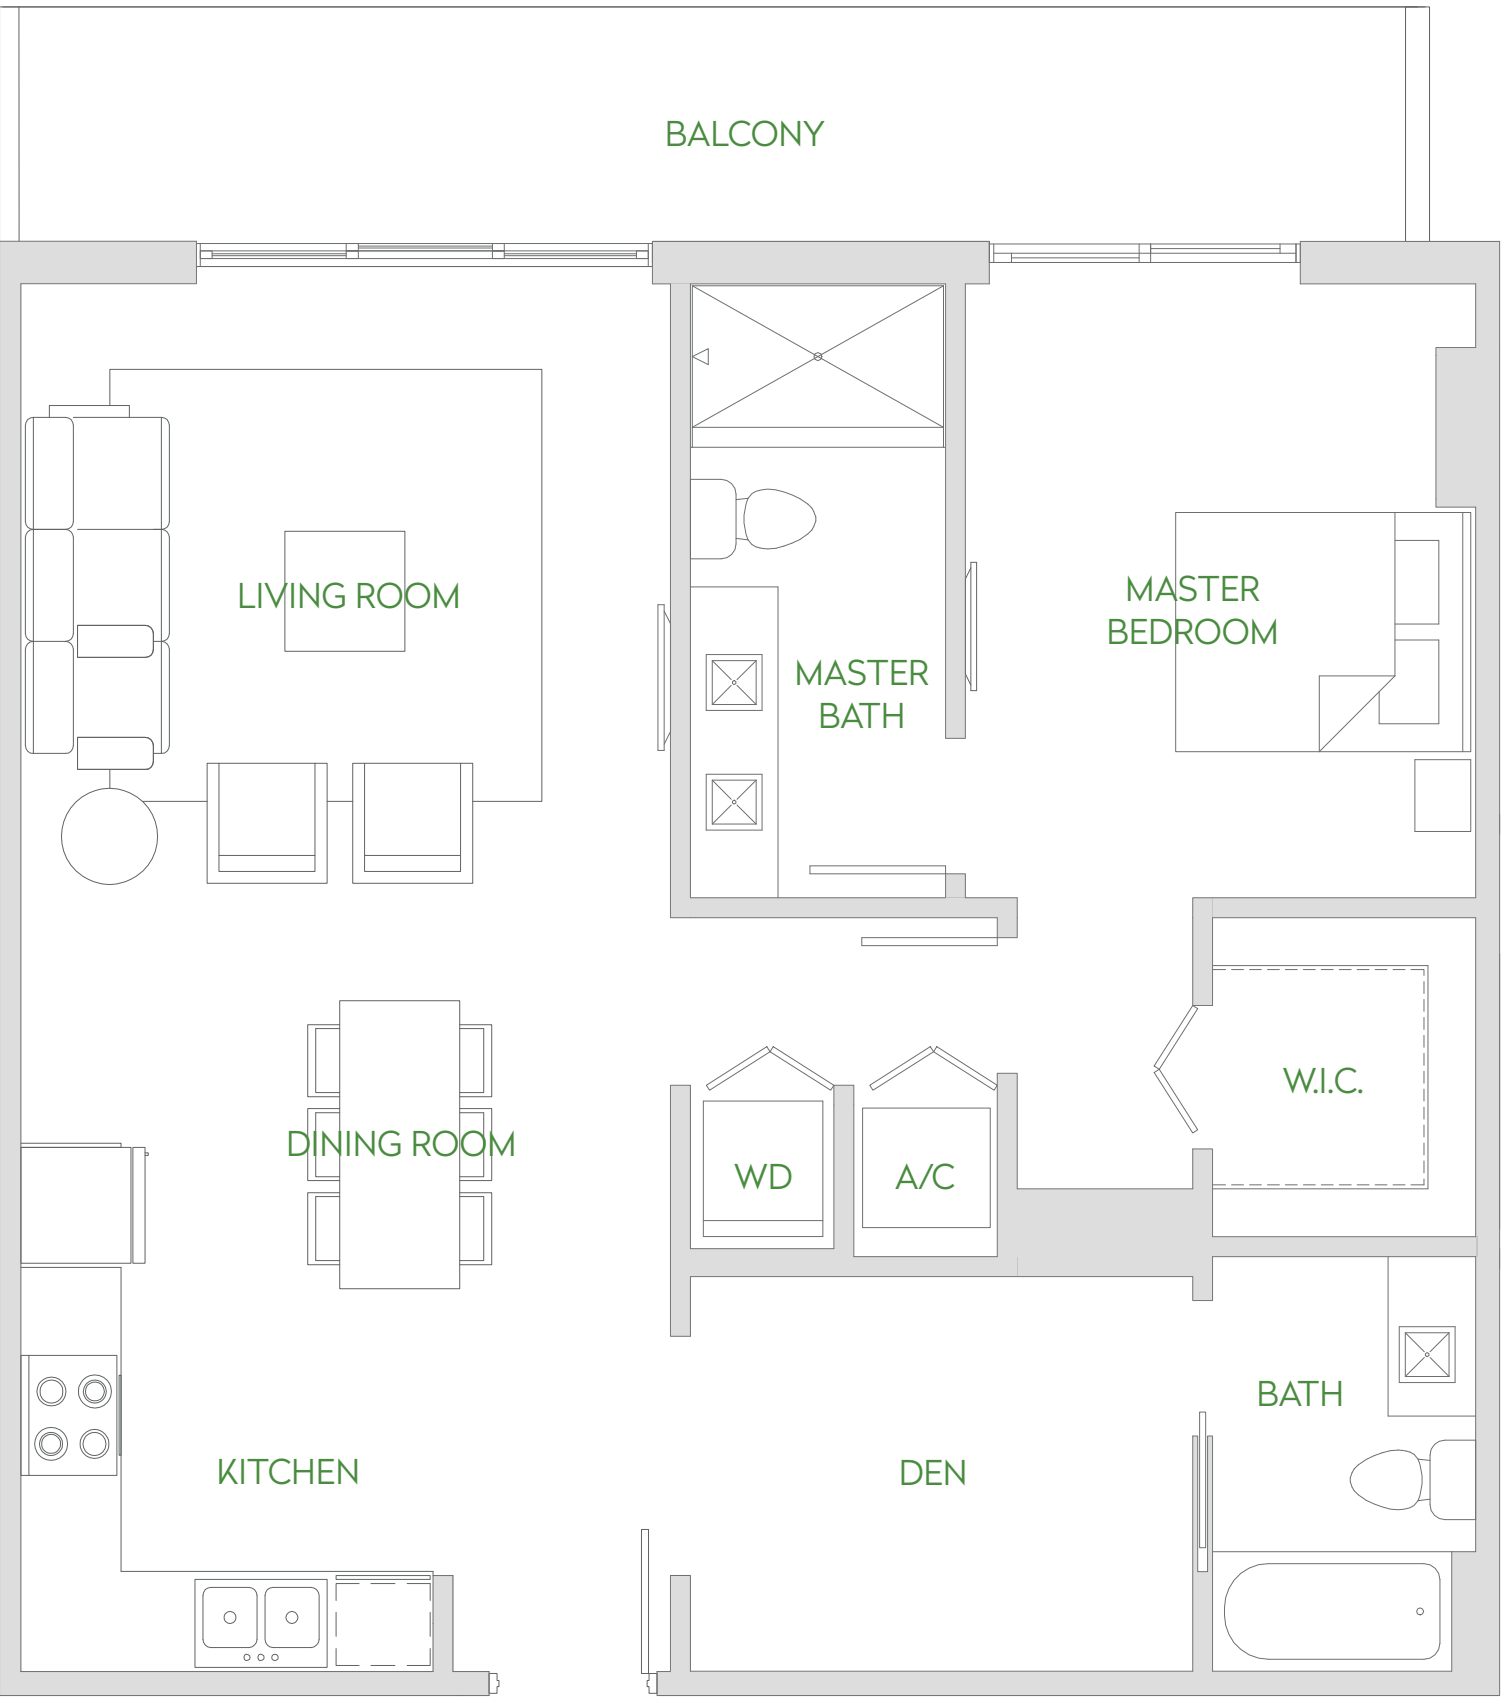 BALCONY
LIVING ROOM
MASTER
BEDROOM
MASTER
BATH
W.I.C.
DINING ROOM
WD
A/C
BATH
KITCHEN
DEN